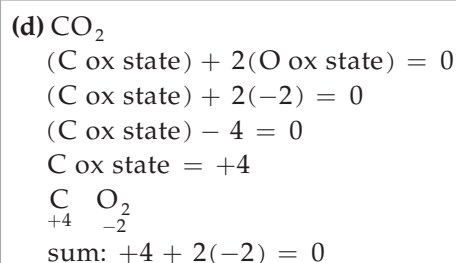 (d) CO₂
(C ox state) + 2(O ox state) = 0
(C ox state) + 2(−2) = 0
(C ox state) − 4 = 0
C ox state = +4
C O₂
+4 −2
sum: +4 + 2(−2) = 0